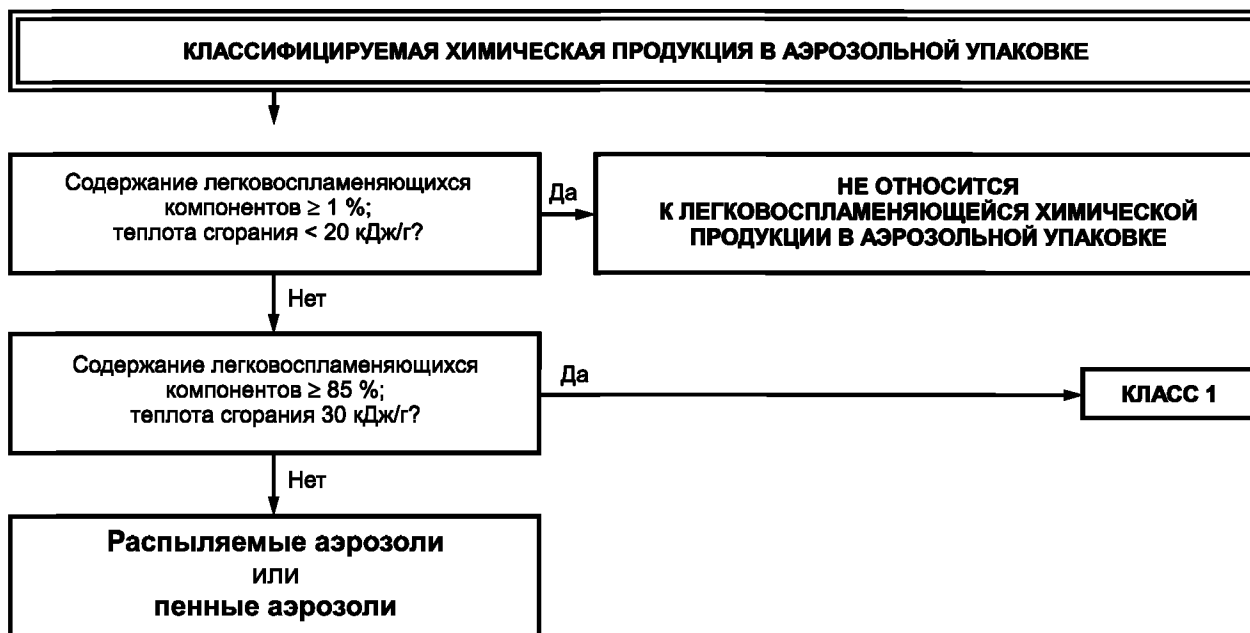 КЛАССИФИЦИРУЕМАЯ ХИМИЧЕСКАЯ ПРОДУКЦИЯ В АЭРОЗОЛЬНОЙ УПАКОВКЕ
Содержание легковоспламеняющихся
компонентов ≥ 1 %;
теплота сгорания < 20 кДж/г?
Да
НЕ ОТНОСИТСЯ
К ЛЕГКОВОСПЛАМЕНЯЮЩЕЙСЯ ХИМИЧЕСКОЙ
ПРОДУКЦИИ В АЭРОЗОЛЬНОЙ УПАКОВКЕ
Нет
Содержание легковоспламеняющихся
компонентов ≥ 85 %;
теплота сгорания 30 кДж/г?
Да
КЛАСС 1
Нет
Распыляемые аэрозоли
или
пенные аэрозоли